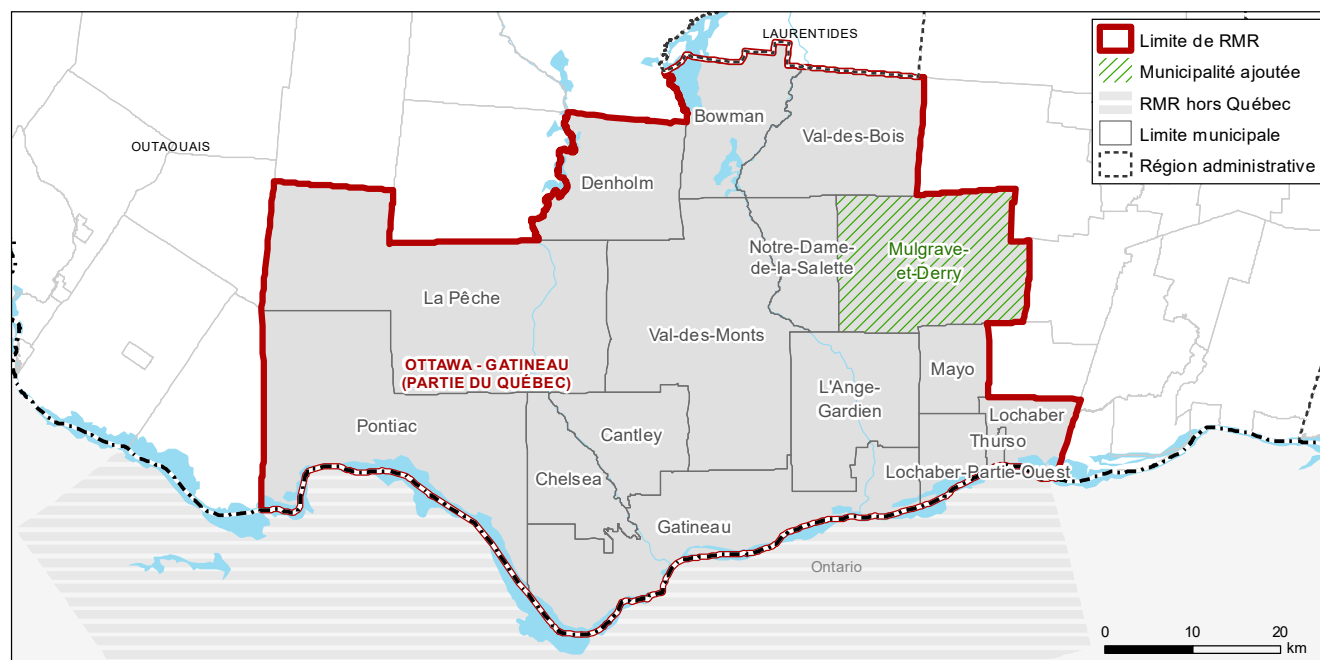 LAURENTIDES
OUTAOUAIS
Bowman
Val-des-Bois
Denholm
Notre-Dame-
de-la-Salette
Mulgrave-
et-Derry
La Pêche
Val-des-Monts
OTTAWA - GATINEAU
(PARTIE DU QUÉBEC)
Mayo
L'Ange-
Gardien
Lochaber
Pontiac
Cantley
Thurso
Chelsea
Lochaber-Partie-Ouest
Gatineau
Ontario
Limite de RMR
Municipalité ajoutée
RMR hors Québec
Limite municipale
Région administrative
0 10 20
km